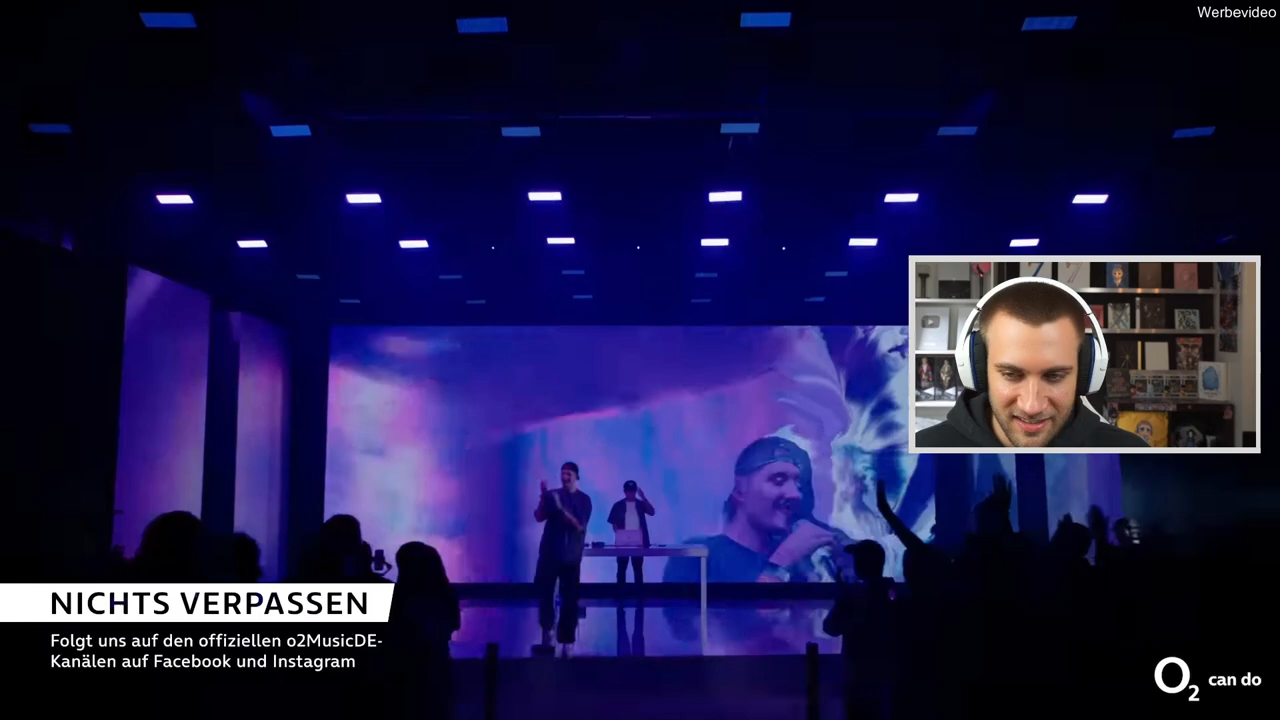 Werbevideo
NICHTS VERPASSEN
Folgt uns auf den offiziellen o2MusicDE-
Kanälen auf Facebook und Instagram
O2 can do